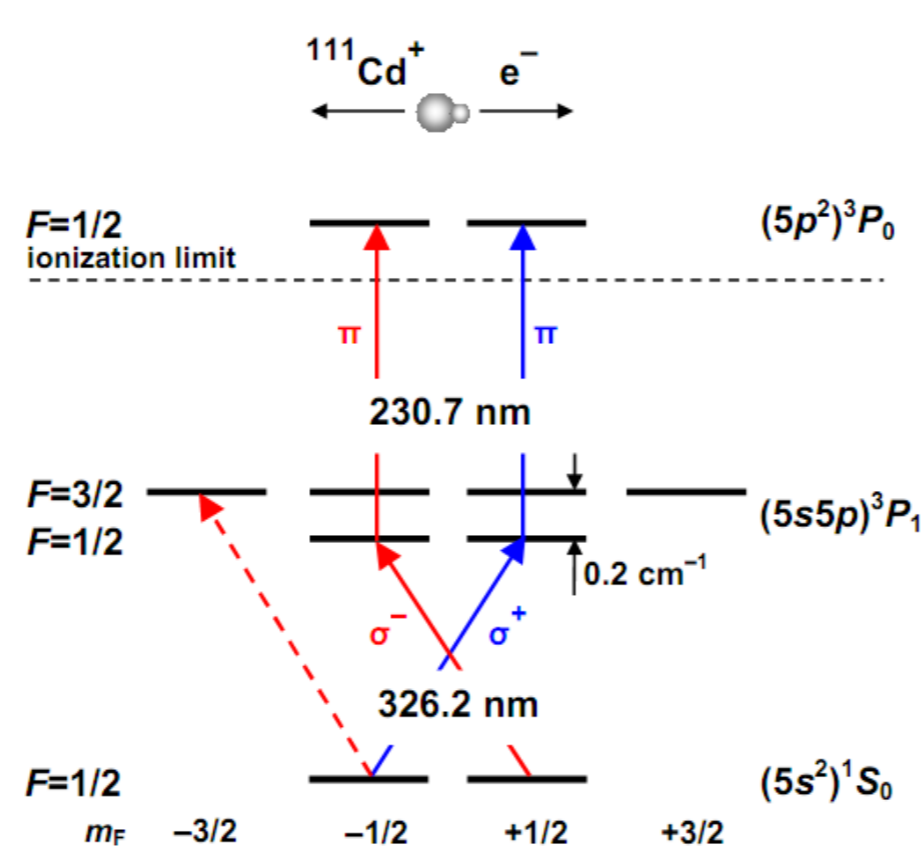 ¹¹¹Cd⁺ e⁻
F=1/2 (5p²)³P₀
ionization limit
π π
230.7 nm
F=3/2 (5s5p)³P₁
F=1/2
0.2 cm⁻¹
σ⁻ σ⁺
326.2 nm
F=1/2 (5s²)¹S₀
m_F –3/2 –1/2 +1/2 +3/2